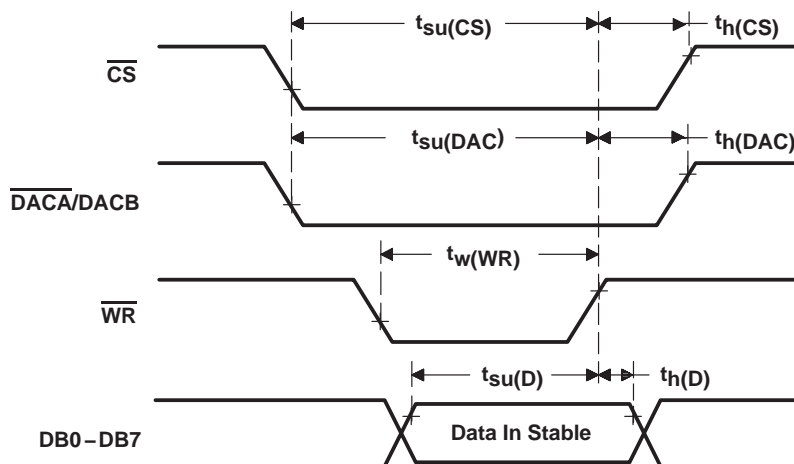 tsu(CS) th(CS)
CS
tsu(DAC) th(DAC)
DACA/DACB
tw(WR)
WR
tsu(D) th(D)
DB0–DB7 Data In Stable